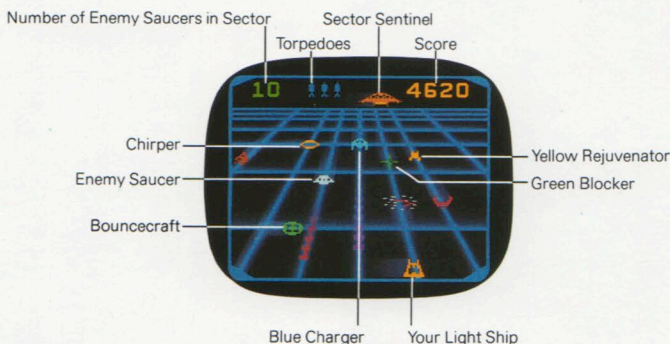 Number of Enemy Saucers in Sector
Sector Sentinel
Torpedoes
Score
10
4620
Chirper
Yellow Rejuvenator
Enemy Saucer
Green Blocker
Bouncecraft
Blue Charger
Your Light Ship